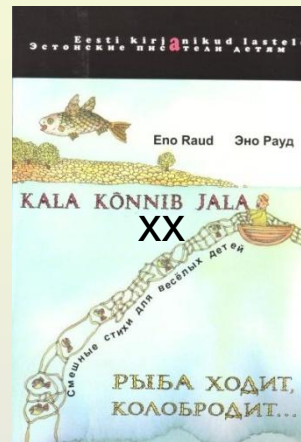 Eesti kirjanikud lastele
Эстонские писатели детям
Eno Raud Эно Рауд
KALA KÕNNIB JALA
XX
Смешные стихи для весёлых детей
РЫБА ХОДИТ,
КОЛОБРОДИТ...